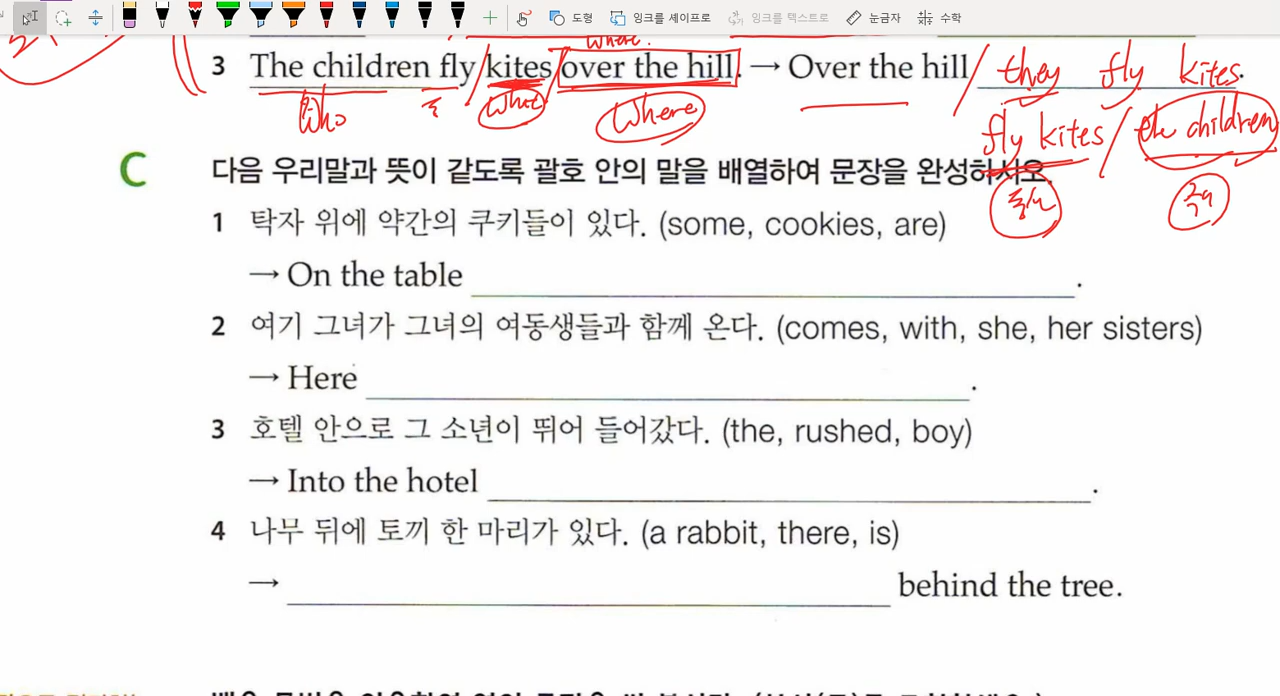 도형 잉크를 셰이프로 잉크를 텍스트로 눈금자 수학
Where.
3 The children fly/kites/over the hill. → Over the hill/they fly kites.
Who What Where fly kites/the children
동사 주어
C 다음 우리말과 뜻이 같도록 괄호 안의 말을 배열하여 문장을 완성하시오.
1 탁자 위에 약간의 쿠키들이 있다. (some, cookies, are)
→ On the table .
2 여기 그녀가 그녀의 여동생들과 함께 온다. (comes, with, she, her sisters)
→ Here .
3 호텔 안으로 그 소년이 뛰어 들어갔다. (the, rushed, boy)
→ Into the hotel .
4 나무 뒤에 토끼 한 마리가 있다. (a rabbit, there, is)
→ behind the tree.